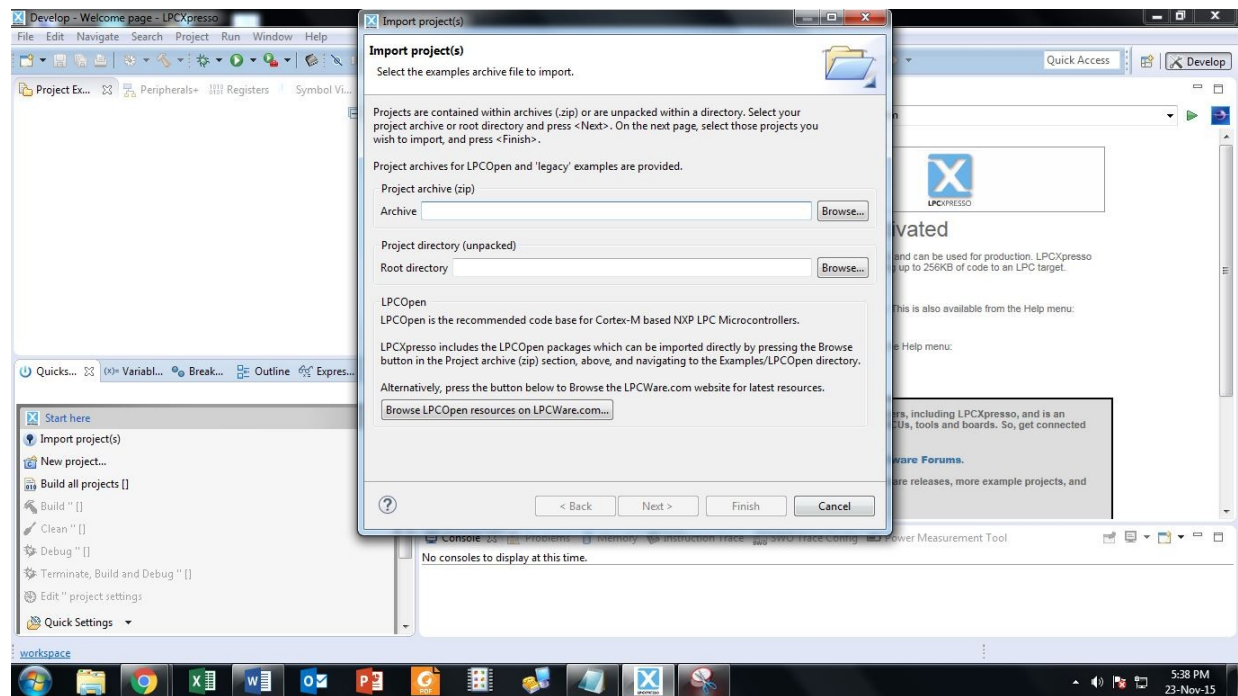 Develop - Welcome page - LPCXpresso
File Edit Navigate Search Project Run Window Help
Quick Access
Develop
Project Ex...
Peripherals+
Registers
Symbol Vi...
Import project(s)
Import project(s)
Select the examples archive file to import.
Projects are contained within archives (.zip) or are unpacked within a directory. Select your
project archive or root directory and press <Next>. On the next page, select those projects you
wish to import, and press <Finish>.
Project archives for LPCOpen and 'legacy' examples are provided.
Project archive (zip)
Archive
Browse...
Project directory (unpacked)
Root directory
Browse...
LPCOpen
LPCOpen is the recommended code base for Cortex-M based NXP LPC Microcontrollers.
LPCXpresso includes the LPCOpen packages which can be imported directly by pressing the Browse
button in the Project archive (zip) section, above, and navigating to the Examples/LPCOpen directory.
Alternatively, press the button below to Browse the LPCWare.com website for latest resources.
Browse LPCOpen resources on LPCWare.com...
< Back
Next >
Finish
Cancel
LPCXPRESSO
ivated
and can be used for production. LPCXpresso
up to 256KB of code to an LPC target.
This is also available from the Help menu:
e Help menu:
ers, including LPCXpresso, and is an
CUs, tools and boards. So, get connected
ware Forums.
are releases, more example projects, and
Quicks...
(x)= Variabl...
Break...
Outline
Expres...
Start here
Import project(s)
New project...
Build all projects []
Build '' []
Clean '' []
Debug '' []
Terminate, Build and Debug '' []
Edit '' project settings
Quick Settings
Console
Problems
Memory
Instruction Trace
SWO Trace Config
Power Measurement Tool
No consoles to display at this time.
workspace
5:38 PM
23-Nov-15